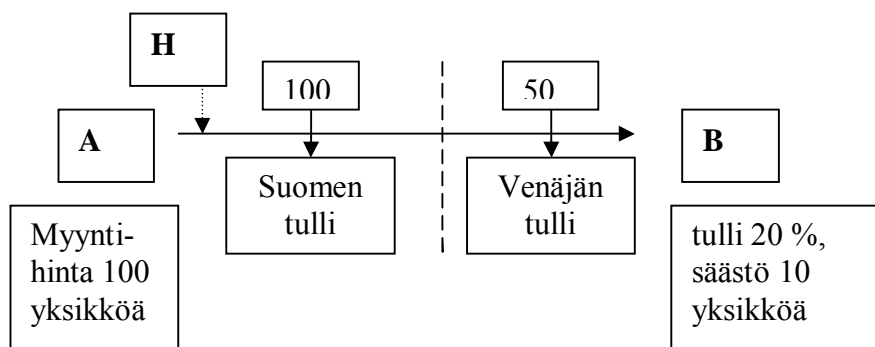 H
100
50
A
B
Suomen
tulli
Venäjän
tulli
Myynti-
hinta 100
yksikköä
tulli 20 %,
säästö 10
yksikköä